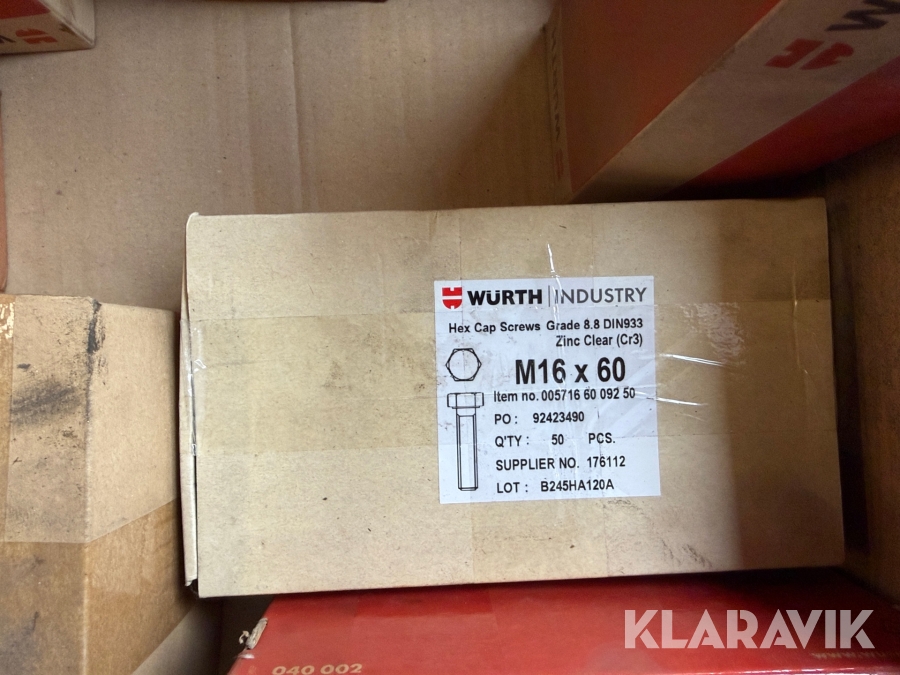 WÜRTH | INDUSTRY
Hex Cap Screws Grade 8.8 DIN933
Zinc Clear (Cr3)
M16 x 60
Item no. 005716 60 092 50
PO : 92423490
Q'TY : 50 PCS.
SUPPLIER NO. 176112
LOT : B245HA120A
KLARAVIK
040 002